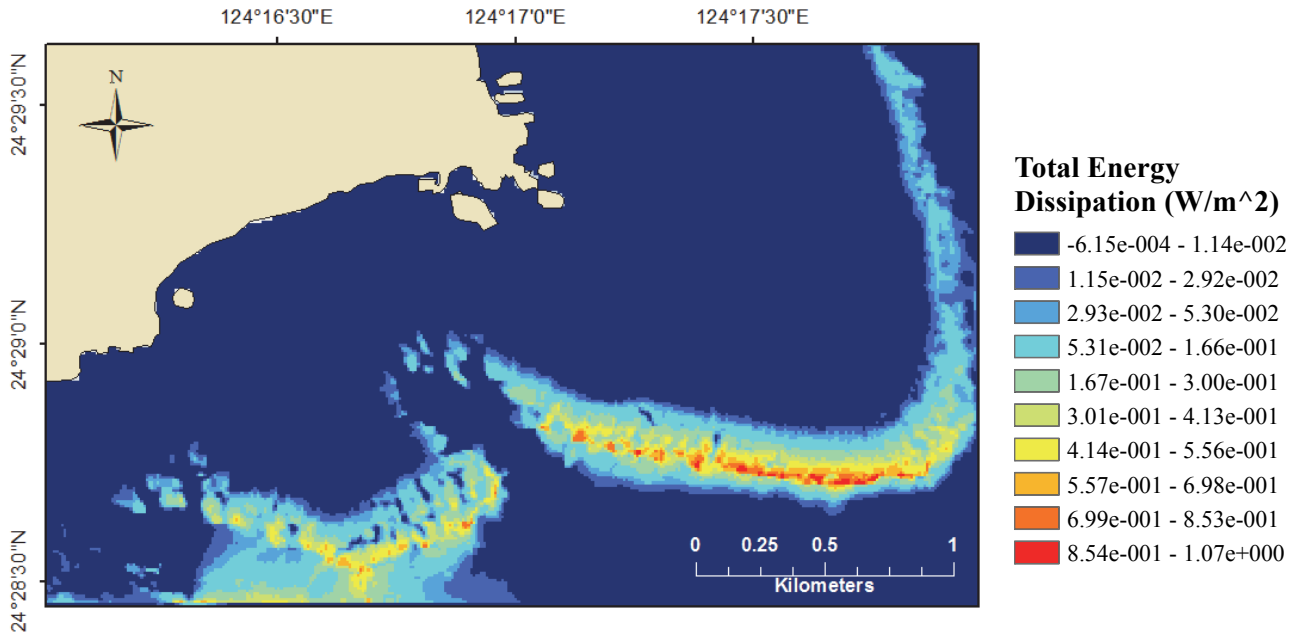 124°16'30"E 124°17'0"E 124°17'30"E
24°29'30"N
N
24°29'0"N
24°28'30"N
0 0.25 0.5 1
Kilometers
Total Energy
Dissipation (W/m^2)
-6.15e-004 - 1.14e-002
1.15e-002 - 2.92e-002
2.93e-002 - 5.30e-002
5.31e-002 - 1.66e-001
1.67e-001 - 3.00e-001
3.01e-001 - 4.13e-001
4.14e-001 - 5.56e-001
5.57e-001 - 6.98e-001
6.99e-001 - 8.53e-001
8.54e-001 - 1.07e+000